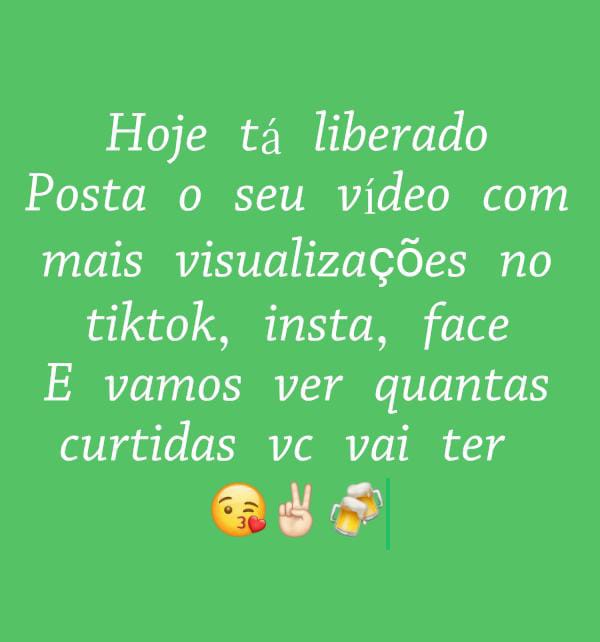 Hoje tá liberado
Posta o seu vídeo com
mais visualizações no
tiktok, insta, face
E vamos ver quantas
curtidas vc vai ter
😘✌🏻🍻